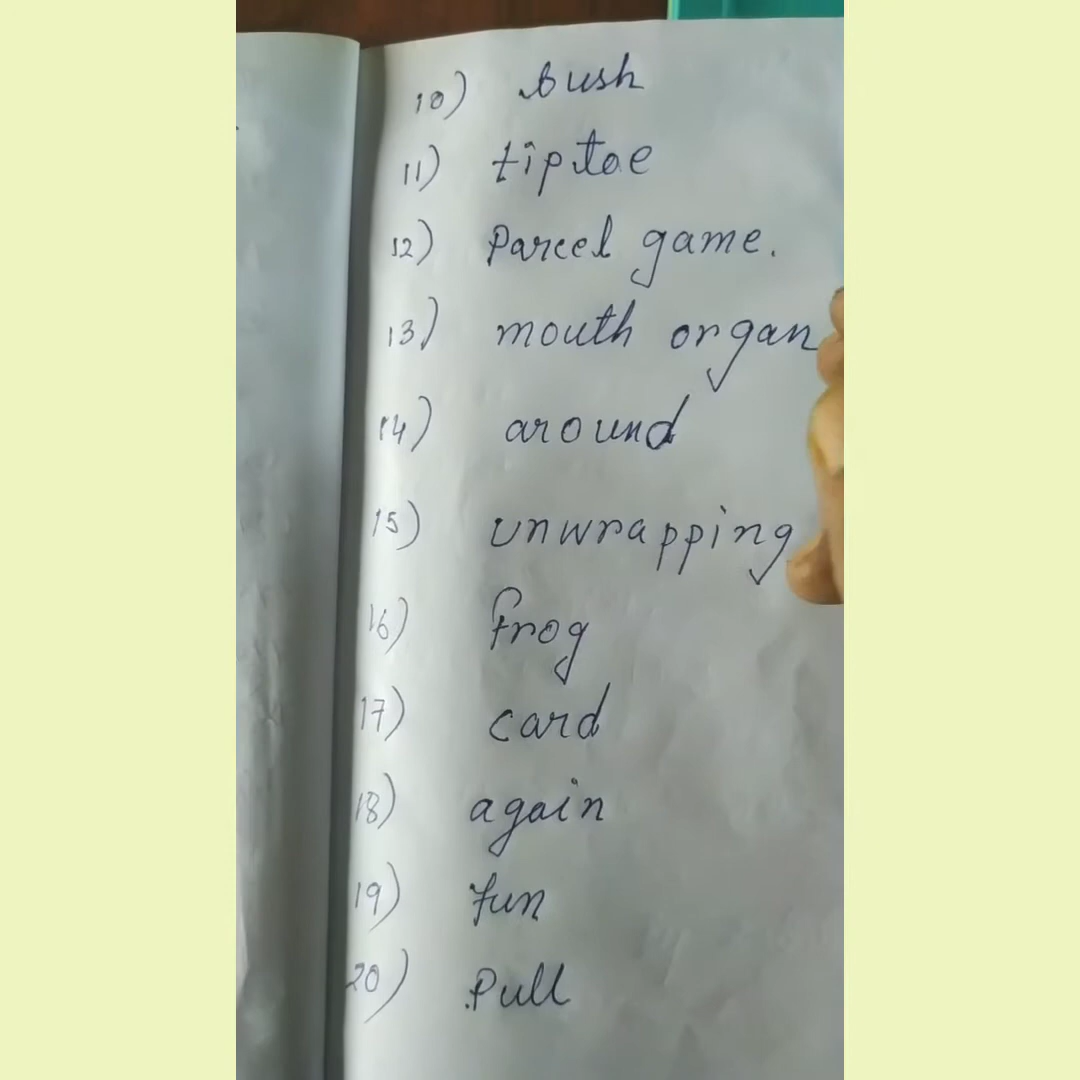 10) bush
11) tiptoe
12) Parcel game.
13) mouth organ
14) around
15) unwrapping
16) frog
17) card
18) again
19) fun
20) Pull